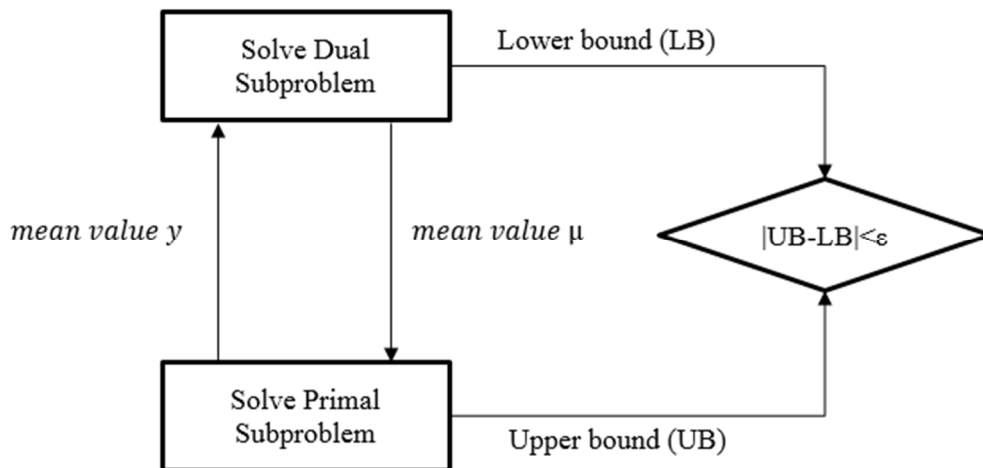 Solve Dual
Subproblem
Lower bound (LB)
mean value y
mean value μ
|UB-LB|<ε
Solve Primal
Subproblem
Upper bound (UB)